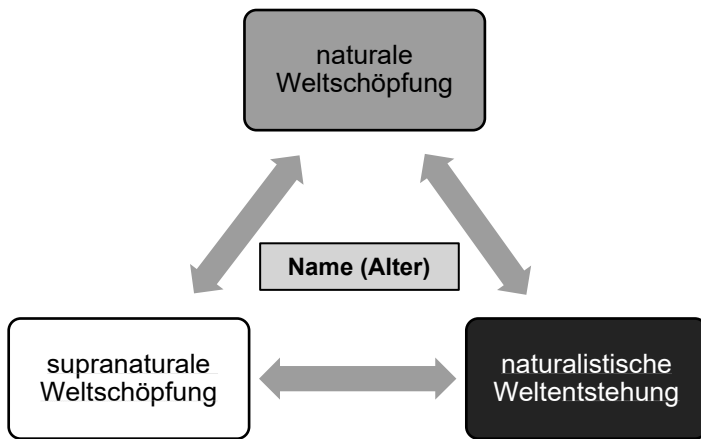 naturale
Weltschöpfung
Name (Alter)
supranaturale
Weltschöpfung
naturalistische
Weltentstehung